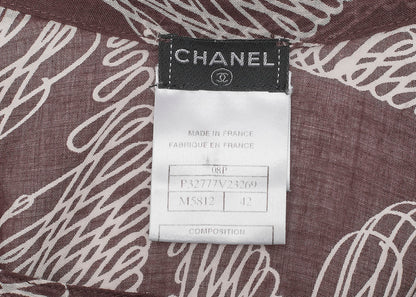 CHANEL
MADE IN FRANCE
FABRIQUE EN FRANCE
08P
P32777V23269
M5812 42
COMPOSITION